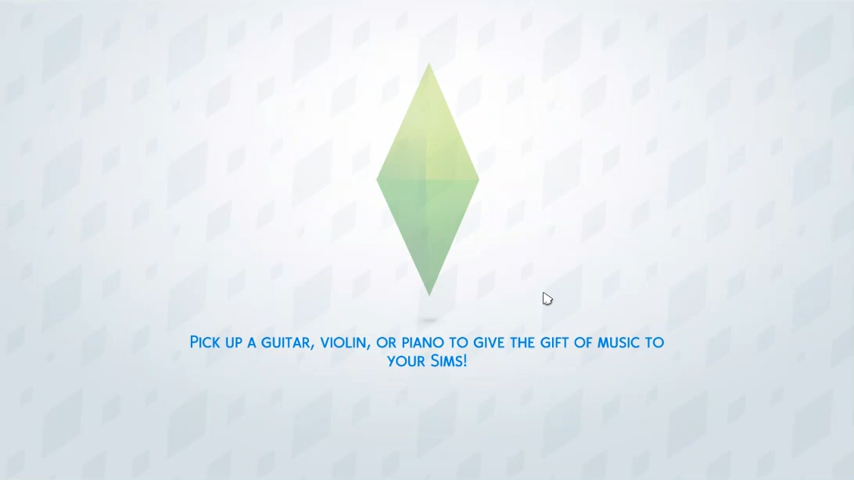 Pick up a guitar, violin, or piano to give the gift of music to
your Sims!